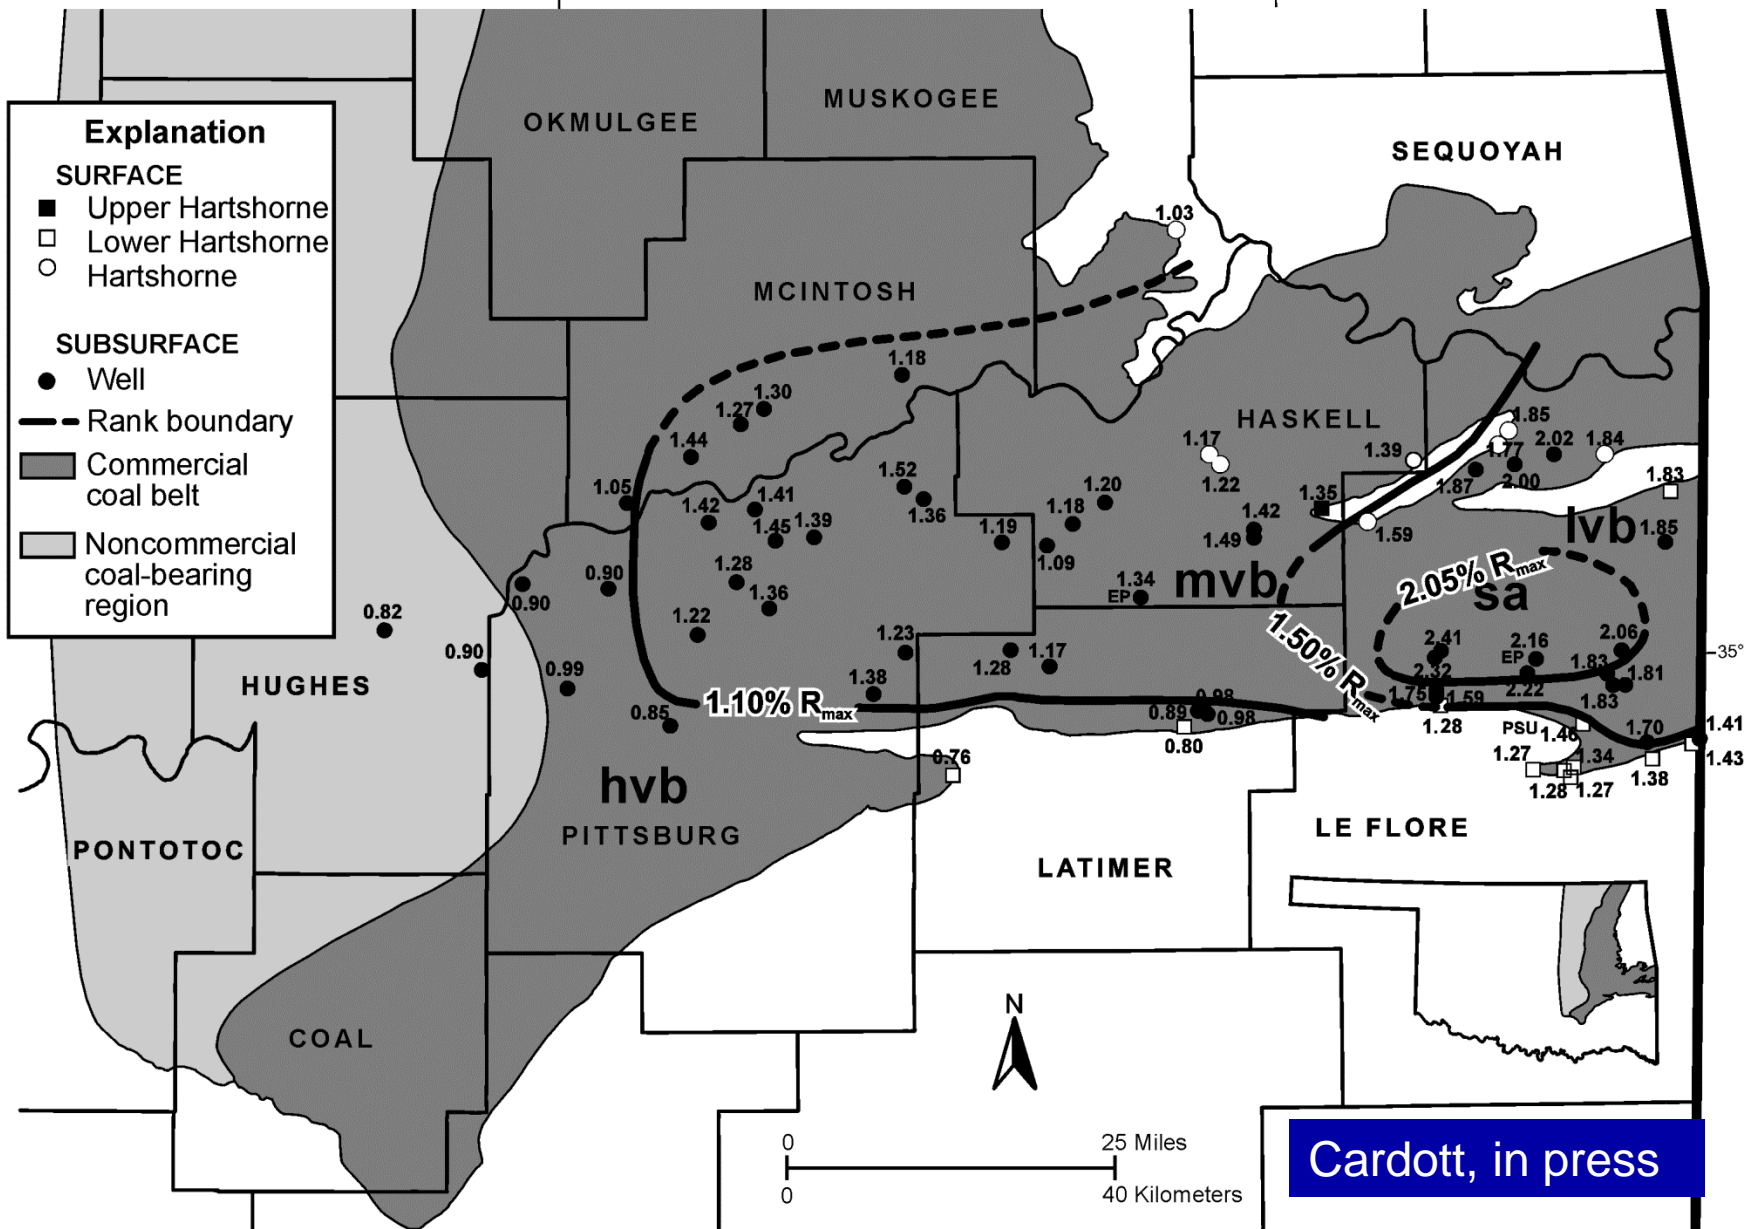 OKMULGEE
MUSKOGEE
SEQUOYAH
Explanation
SURFACE
Upper Hartshorne
Lower Hartshorne
Hartshorne
SUBSURFACE
Well
Rank boundary
Commercial
coal belt
Noncommercial
coal-bearing
region
1.03
MCINTOSH
1.18
1.30
1.27
1.44
HASKELL
1.85
1.17
1.39
1.77
2.02
1.84
1.22
1.87
2.00
1.83
1.05
1.42
1.41
1.45
1.39
1.52
1.36
1.20
1.18
1.19
1.09
1.42
1.49
1.35
1.59
lvb
1.85
0.90
0.90
1.28
1.36
1.34
EP
mvb
2.05% Rmax
sa
0.82
1.22
1.23
1.50% Rmax
0.90
0.99
HUGHES
1.28
1.17
2.41
2.32
2.16
EP
2.22
2.06
1.83
1.81
1.83
35°
1.38
1.10% Rmax
0.85
0.98
0.89
0.98
0.80
1.75
1.59
1.28
PSU
1.46
1.70
1.41
1.43
0.76
1.27
1.34
1.28
1.27
1.38
hvb
PITTSBURG
PONTOTOC
LATIMER
LE FLORE
COAL
N
0
25 Miles
0
40 Kilometers
Cardott, in press